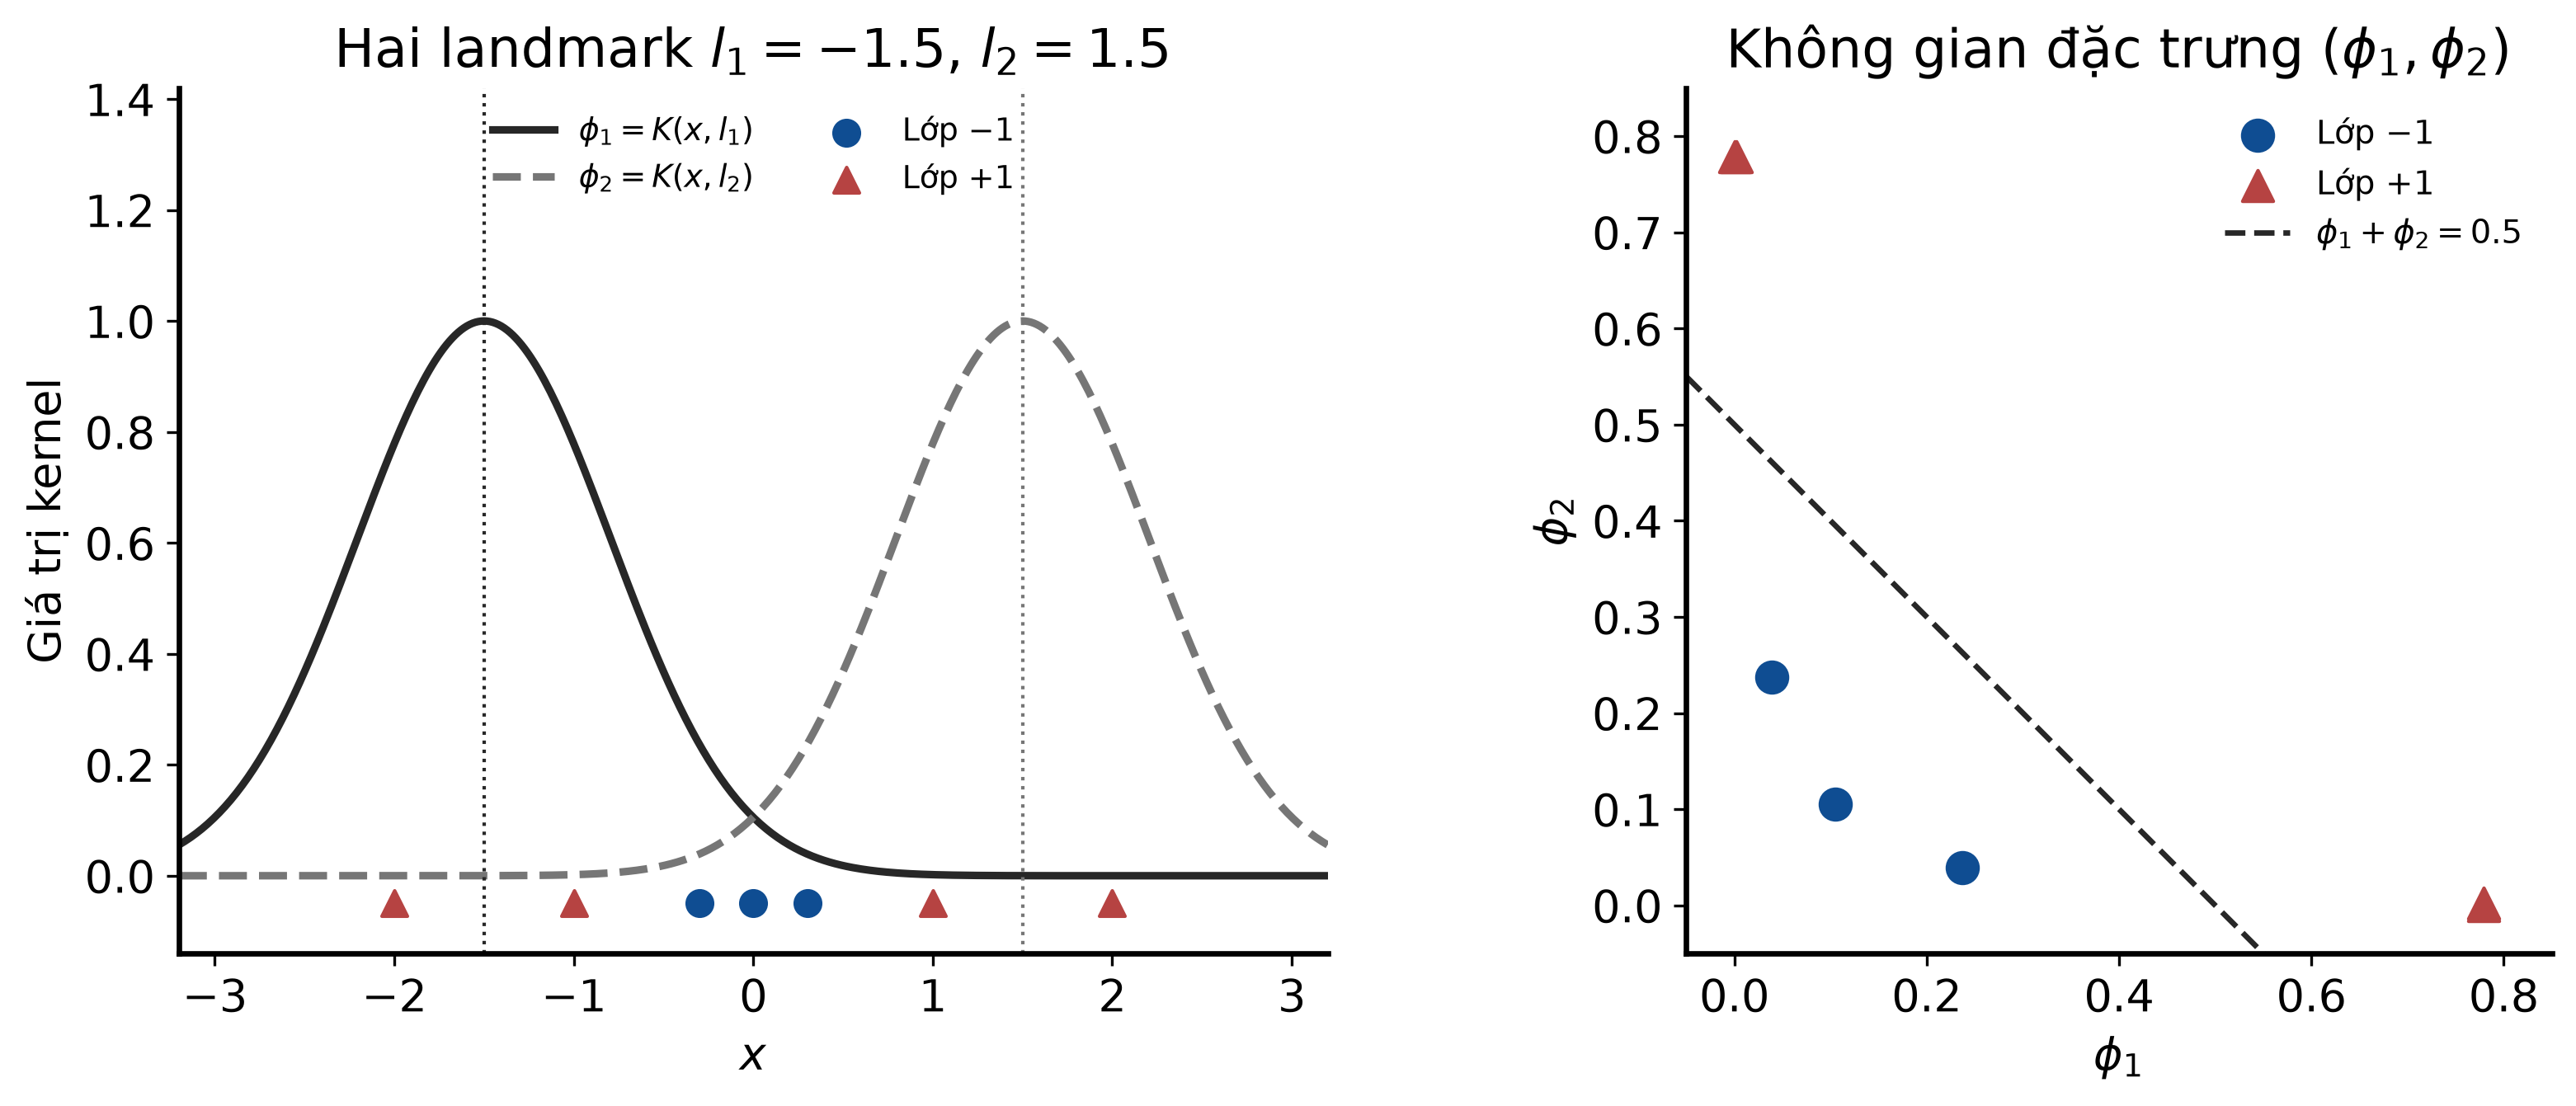 Hai landmark l₁ = −1.5, l₂ = 1.5
ϕ₁ = K(x, l₁)
ϕ₂ = K(x, l₂)
Lớp −1
Lớp +1
Giá trị kernel
1.4
1.2
1.0
0.8
0.6
0.4
0.2
0.0
−3 −2 −1 0 1 2 3
x
Không gian đặc trưng (ϕ₁, ϕ₂)
Lớp −1
Lớp +1
ϕ₁ + ϕ₂ = 0.5
ϕ₂
0.8
0.7
0.6
0.5
0.4
0.3
0.2
0.1
0.0
0.0 0.2 0.4 0.6 0.8
ϕ₁